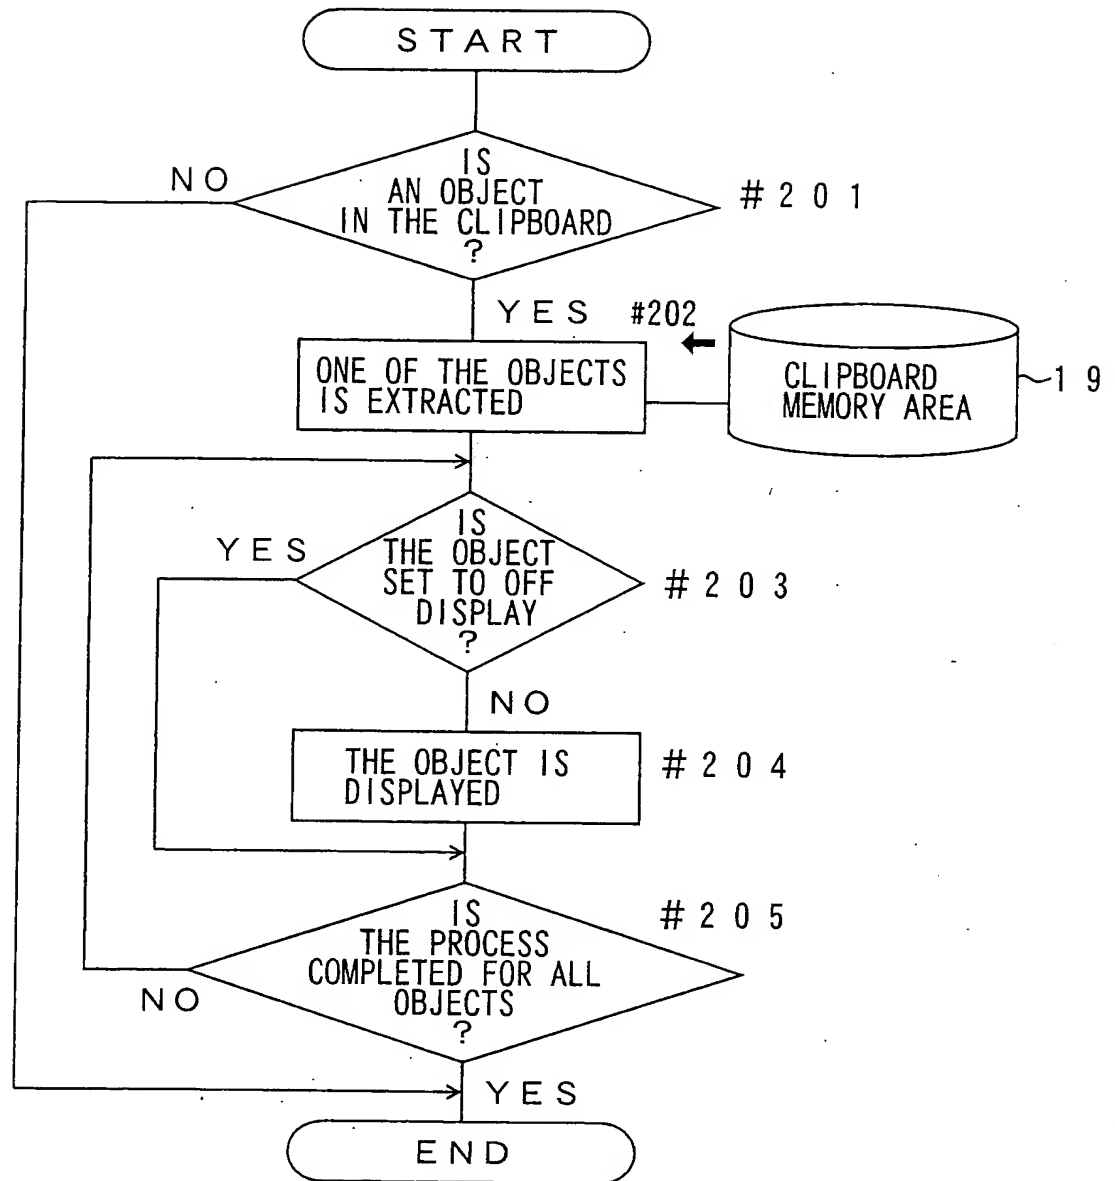 START
IS
AN OBJECT
IN THE CLIPBOARD
?
NO
#201
YES
#202
ONE OF THE OBJECTS
IS EXTRACTED
CLIPBOARD
MEMORY AREA
19
IS
THE OBJECT
SET TO OFF
DISPLAY
?
YES
#203
NO
THE OBJECT IS
DISPLAYED
#204
IS
THE PROCESS
COMPLETED FOR ALL
OBJECTS
?
#205
NO
YES
END